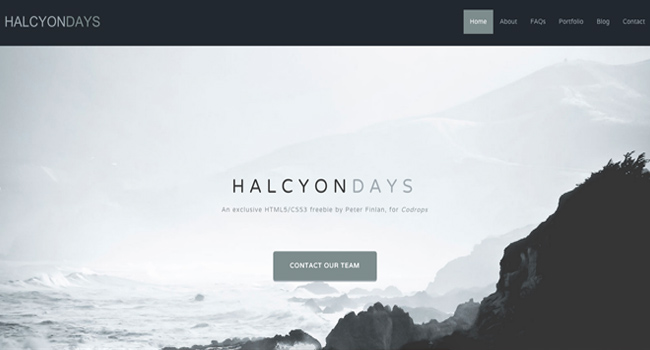 HALCYONDAYS
Home About FAQs Portfolio Blog Contact
HALCYONDAYS
An exclusive HTML5/CSS3 freebie by Peter Finlan, for Codrops
CONTACT OUR TEAM